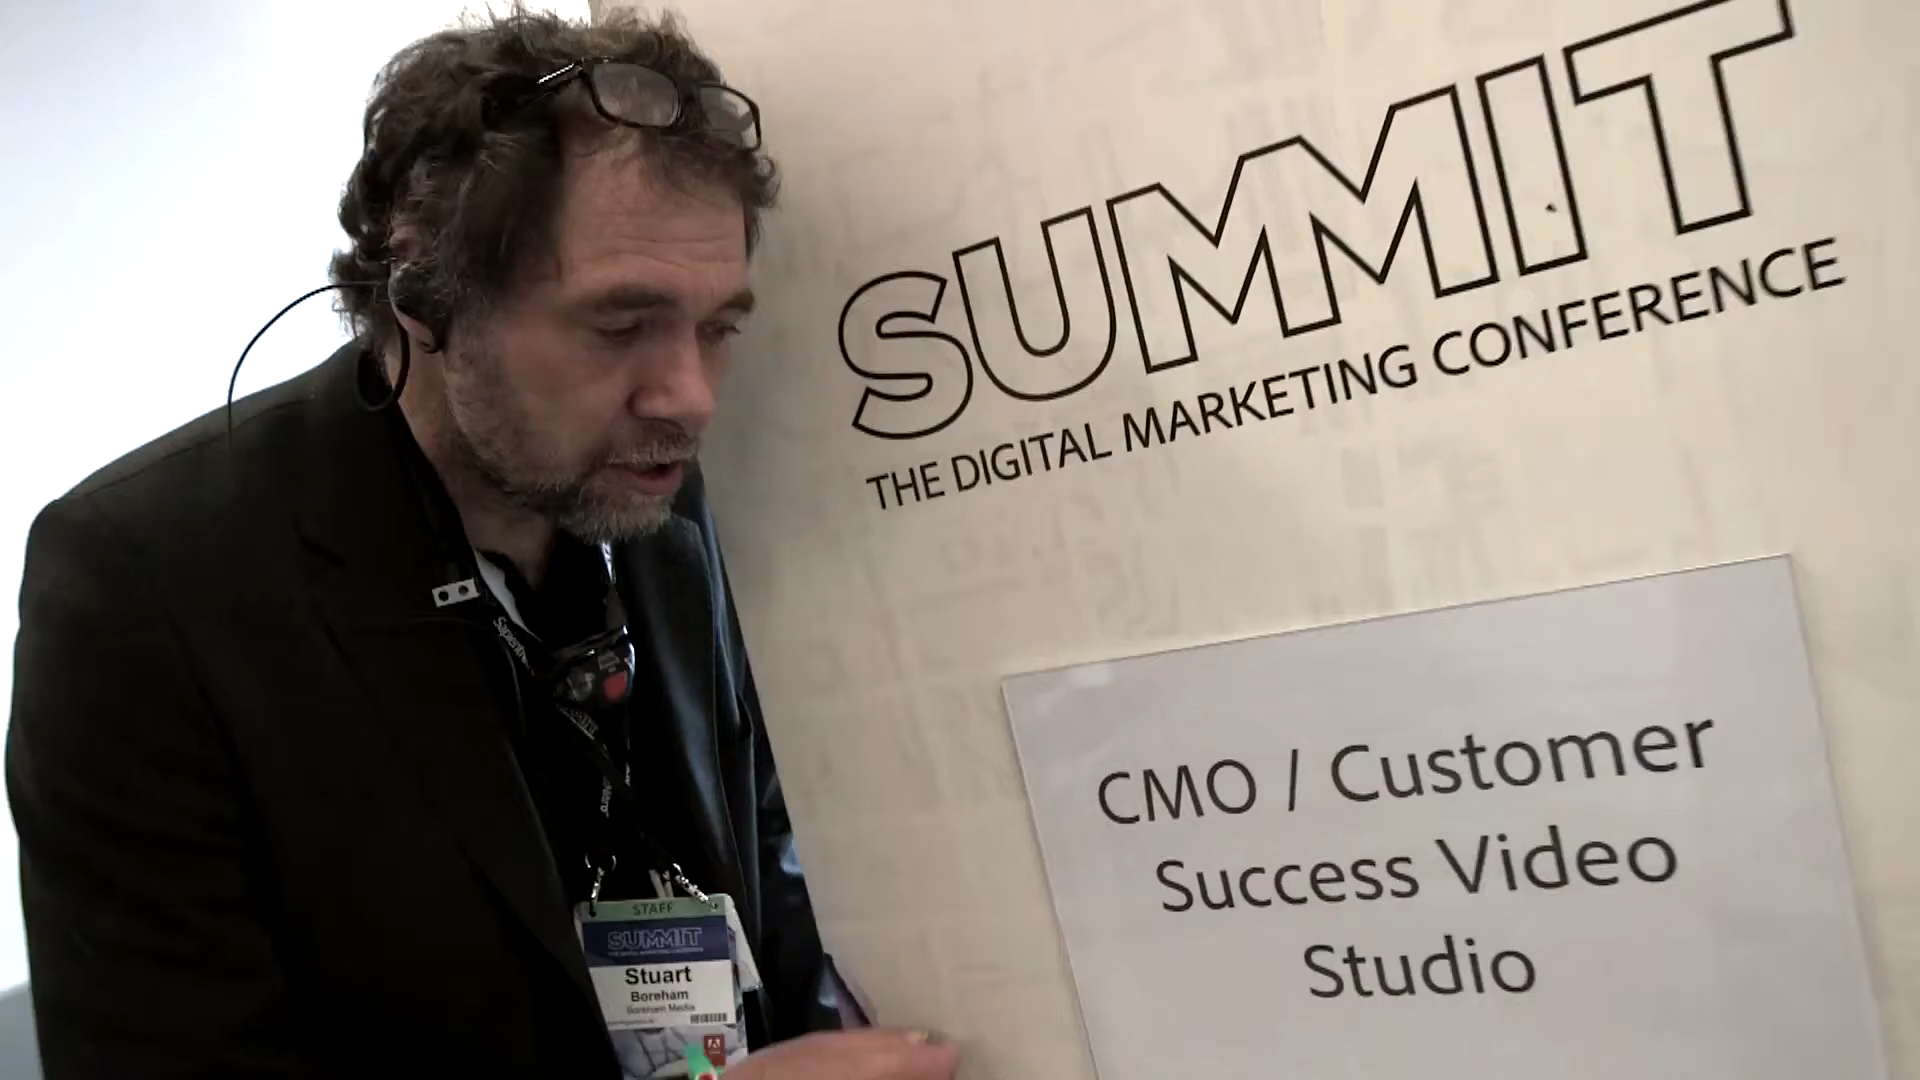 SUMMIT
THE DIGITAL MARKETING CONFERENCE
CMO / Customer
Success Video
Studio
STAFF
SUMMIT
Stuart
Boreham
Boreham Media